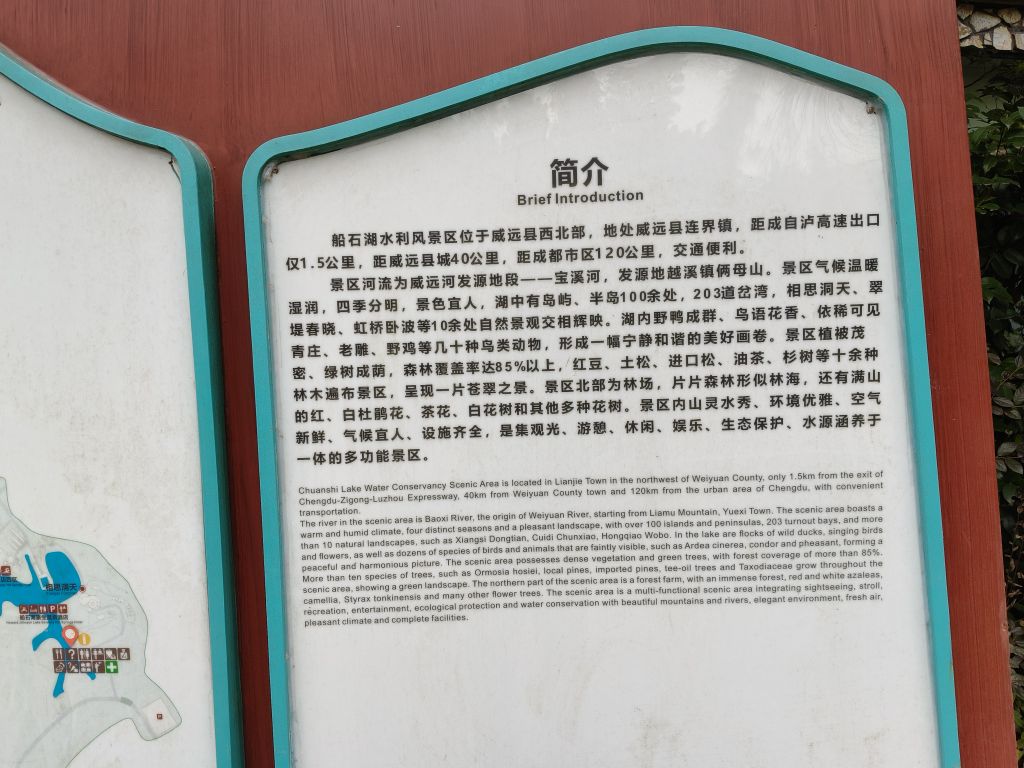 简介
Brief Introduction
船石湖水利风景区位于威远县西北部，地处威远县连界镇，距成自泸高速出口
仅1.5公里，距威远县城40公里，距成都市区120公里，交通便利。
景区河流为威远河发源地段——宝溪河，发源地越溪镇俩母山。景区气候温暖
湿润，四季分明，景色宜人，湖中有岛屿、半岛100余处，203道岔湾，相思洞天、翠
堤春晓、虹桥卧波等10余处自然景观交相辉映。湖内野鸭成群、鸟语花香、依稀可见
青庄、老雕、野鸡等几十种鸟类动物，形成一幅宁静和谐的美好画卷。景区植被茂
密、绿树成荫，森林覆盖率达85%以上，红豆、土松、进口松、油茶、杉树等十余种
林木遍布景区，呈现一片苍翠之景。景区北部为林场，片片森林形似林海，还有满山
的红、白杜鹃花、茶花、白花树和其他多种花树。景区内山灵水秀、环境优雅、空气
新鲜、气候宜人、设施齐全，是集观光、游憩、休闲、娱乐、生态保护、水源涵养于
一体的多功能景区。
Chuanshi Lake Water Conservancy Scenic Area is located in Lianjie Town in the northwest of Weiyuan County, only 1.5km from the exit of
Chengdu-Zigong-Luzhou Expressway, 40km from Weiyuan County town and 120km from the urban area of Chengdu, with convenient
transportation.
The river in the scenic area is Baoxi River, the origin of Weiyuan River, starting from Liamu Mountain, Yuexi Town. The scenic area boasts a
warm and humid climate, four distinct seasons and a pleasant landscape, with over 100 islands and peninsulas, 203 turnout bays, and more
than 10 natural landscapes, such as Xiangsi Dongtian, Cuidi Chunxiao, Hongqiao Wobo. In the lake are flocks of wild ducks, singing birds
and flowers, as well as dozens of species of birds and animals that are faintly visible, such as Ardea cinerea, condor and pheasant, forming a
peaceful and harmonious picture. The scenic area possesses dense vegetation and green trees, with forest coverage of more than 85%.
More than ten species of trees, such as Ormosia hosiei, local pines, imported pines, tee-oil trees and Taxodiaceae grow throughout the
scenic area, showing a green landscape. The northern part of the scenic area is a forest farm, with an immense forest, red and white azaleas,
camellia, Styrax tonkinensis and many other flower trees. The scenic area is a multi-functional scenic area integrating sightseeing, stroll,
recreation, entertainment, ecological protection and water conservation with beautiful mountains and rivers, elegant environment, fresh air,
pleasant climate and complete facilities.
相思洞天